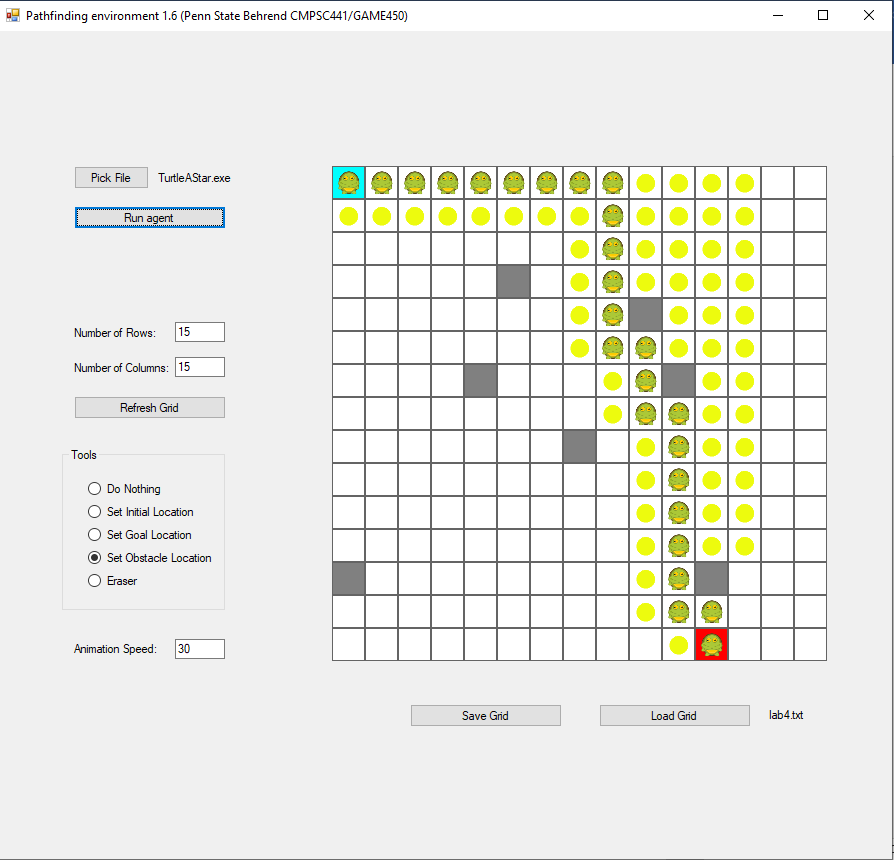 Pathfinding environment 1.6 (Penn State Behrend CMPSC441/GAME450)
Pick File
TurtleAStar.exe
Run agent
Number of Rows:
15
Number of Columns:
15
Refresh Grid
Tools
Do Nothing
Set Initial Location
Set Goal Location
Set Obstacle Location
Eraser
Animation Speed:
30
Save Grid
Load Grid
lab4.txt